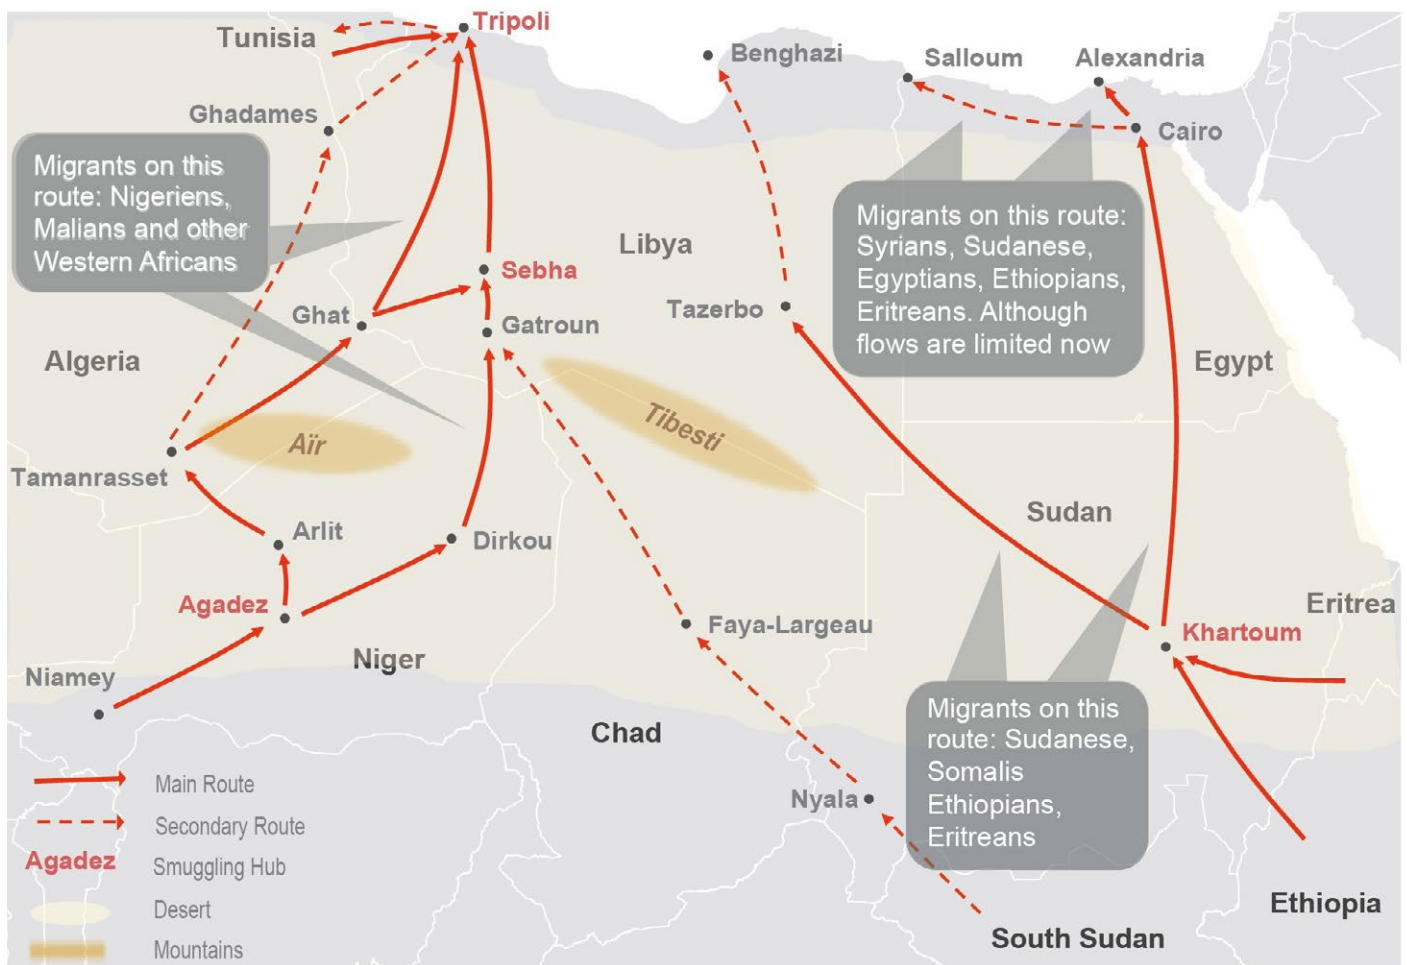 Tripoli
Tunisia
Benghazi
Salloum
Alexandria
Ghadames
Cairo
Migrants on this
route: Nigeriens,
Malians and other
Western Africans
Migrants on this route:
Syrians, Sudanese,
Egyptians, Ethiopians,
Eritreans. Although
flows are limited now
Libya
Sebha
Ghat
Gatroun
Tazerbo
Algeria
Egypt
Aïr
Tibesti
Tamanrasset
Arlit
Dirkou
Sudan
Agadez
Faya-Largeau
Eritrea
Khartoum
Niger
Niamey
Chad
Migrants on this
route: Sudanese,
Somalis
Ethiopians,
Eritreans
Nyala
Ethiopia
South Sudan
Main Route
Secondary Route
Agadez Smuggling Hub
Desert
Mountains